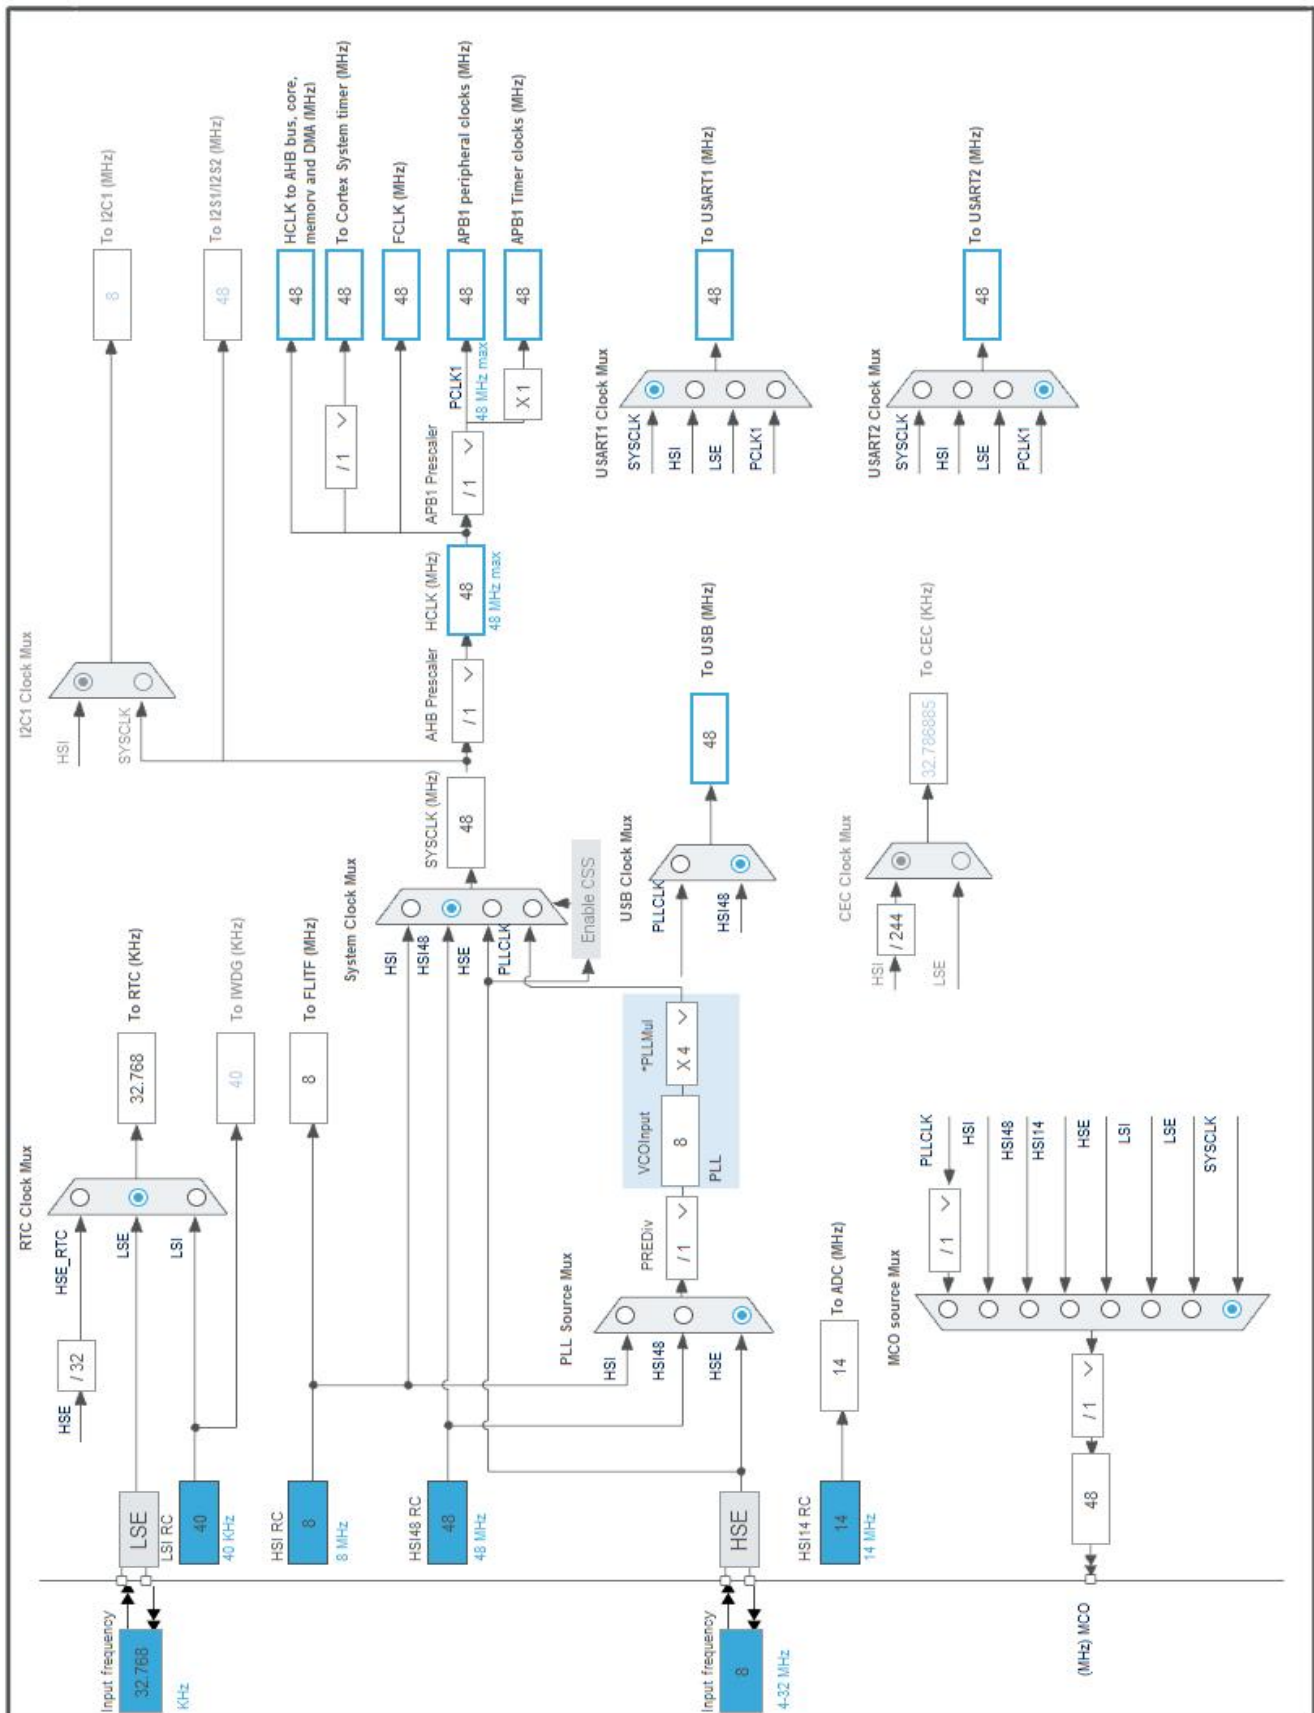 Input frequency
32.768
KHz
LSE
LSI RC
40
40 KHz
HSE
/ 32
HSE_RTC
LSE
LSI
RTC Clock Mux
32.768
To RTC (KHz)
40
To IWDG (KHz)
HSI RC
8
8 MHz
8
To FLITF (MHz)
HSI48 RC
48
48 MHz
Input frequency
8
4-32 MHz
HSE
HSI14 RC
14
14 MHz
14
To ADC (MHz)
PLL Source Mux
HSI
HSI48
HSE
PREDiv
/ 1
VCOInput
8
*PLLMul
X 4
PLL
System Clock Mux
HSI
HSI48
HSE
PLLCLK
Enable CSS
SYSCLK (MHz)
48
AHB Prescaler
/ 1
HCLK (MHz)
48
48 MHz max
APB1 Prescaler
/ 1
PCLK1
48 MHz max
X 1
I2C1 Clock Mux
HSI
SYSCLK
8
To I2C1 (MHz)
48
To I2S1/I2S2 (MHz)
48
HCLK to AHB bus, core,
memory and DMA (MHz)
/ 1
48
To Cortex System timer (MHz)
48
FCLK (MHz)
48
APB1 peripheral clocks (MHz)
48
APB1 Timer clocks (MHz)
USB Clock Mux
PLLCLK
HSI48
48
To USB (MHz)
USART1 Clock Mux
SYSCLK
HSI
LSE
PCLK1
48
To USART1 (MHz)
CEC Clock Mux
HSI
/ 244
LSE
32.786885
To CEC (KHz)
USART2 Clock Mux
SYSCLK
HSI
LSE
PCLK1
48
To USART2 (MHz)
MCO source Mux
PLLCLK
/ 1
HSI
HSI48
HSI14
HSE
LSI
LSE
SYSCLK
/ 1
48
(MHz) MCO